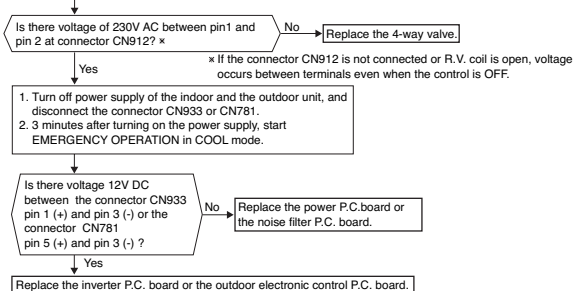 Is there voltage of 230V AC between pin1 and
pin 2 at connector CN912? ※
No
Replace the 4-way valve.
※ If the connector CN912 is not connected or R.V. coil is open, voltage
occurs between terminals even when the control is OFF.
Yes
1. Turn off power supply of the indoor and the outdoor unit, and
disconnect the connector CN933 or CN781.
2. 3 minutes after turning on the power supply, start
EMERGENCY OPERATION in COOL mode.
Is there voltage 12V DC
between the connector CN933
pin 1 (+) and pin 3 (-) or the
connector CN781
pin 5 (+) and pin 3 (-) ?
No
Replace the power P.C.board or
the noise filter P.C. board.
Yes
Replace the inverter P.C. board or the outdoor electronic control P.C. board.